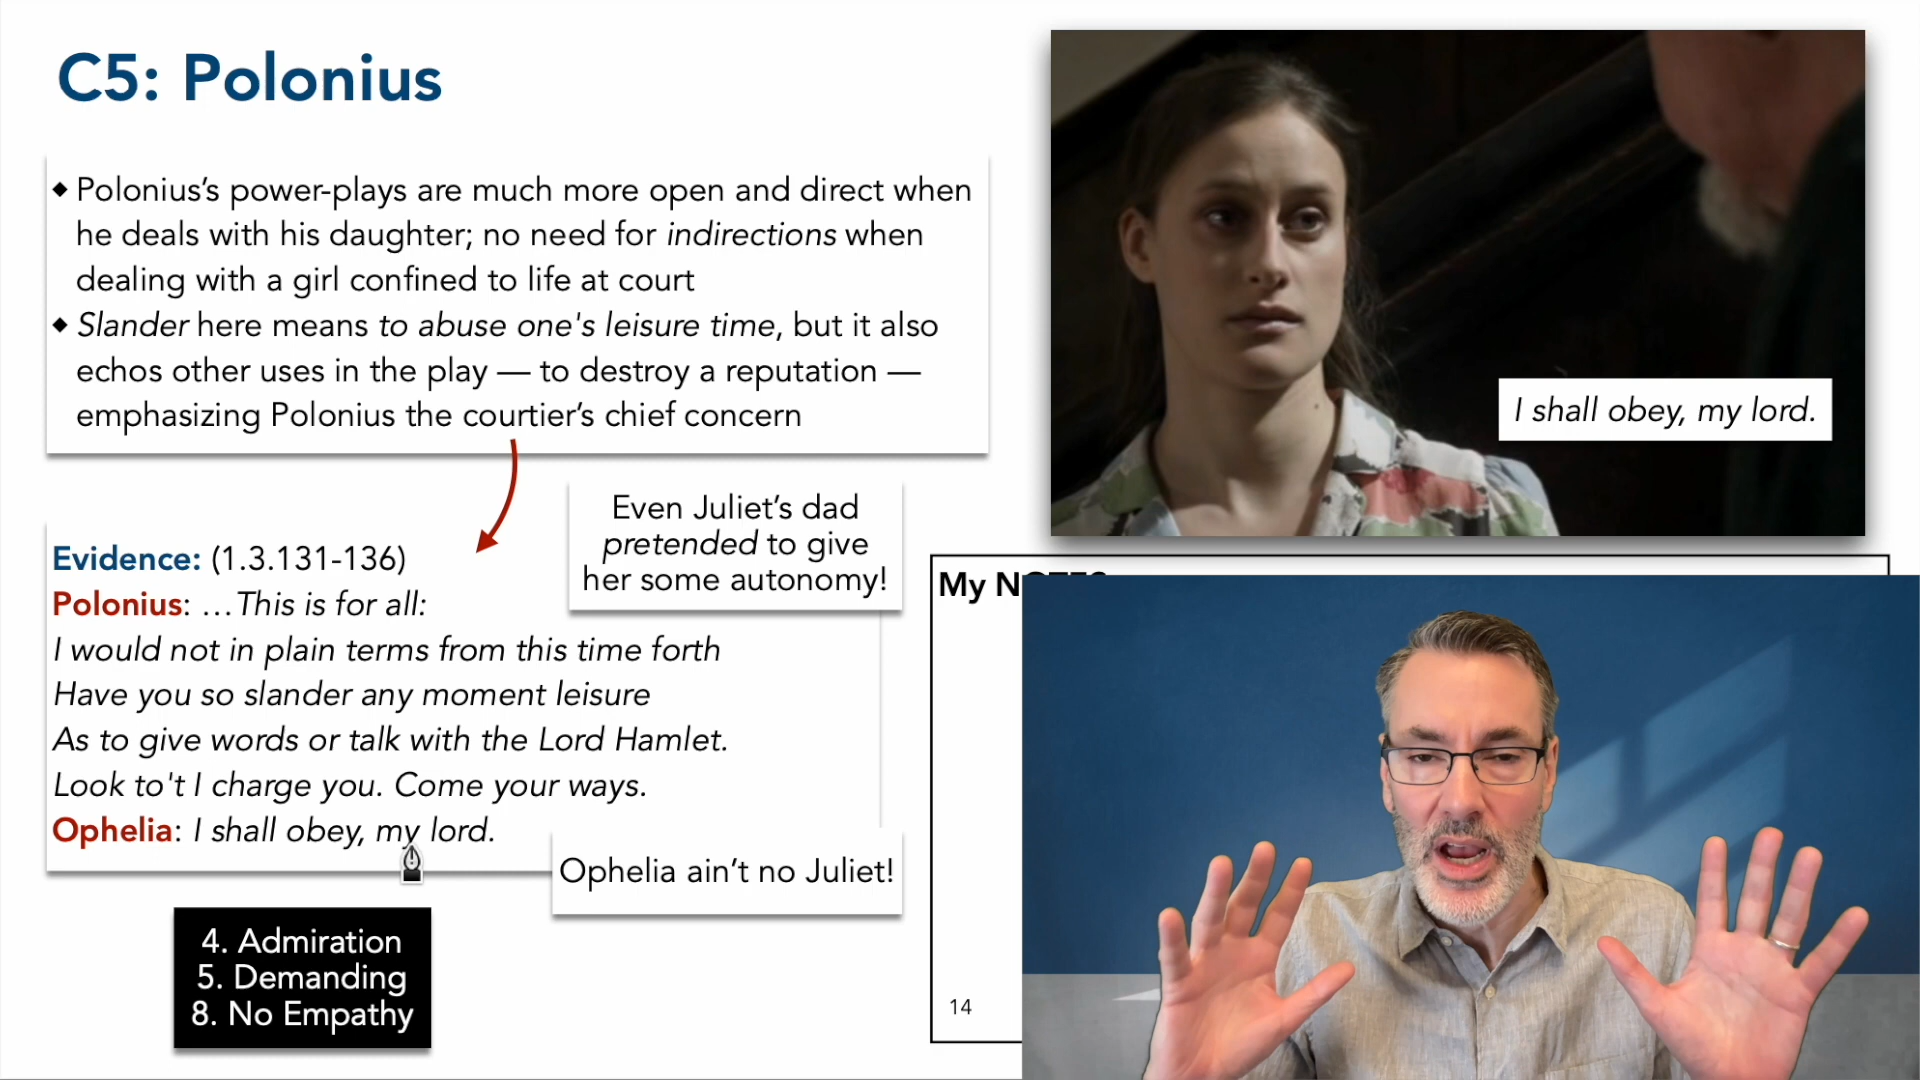 C5: Polonius
◆ Polonius’s power-plays are much more open and direct when
he deals with his daughter; no need for indirections when
dealing with a girl confined to life at court
◆ Slander here means to abuse one's leisure time, but it also
echos other uses in the play — to destroy a reputation —
emphasizing Polonius the courtier’s chief concern
I shall obey, my lord.
Even Juliet’s dad
pretended to give
her some autonomy!
Evidence: (1.3.131-136)
Polonius: …This is for all:
I would not in plain terms from this time forth
Have you so slander any moment leisure
As to give words or talk with the Lord Hamlet.
Look to't I charge you. Come your ways.
Ophelia: I shall obey, my lord.
Ophelia ain’t no Juliet!
4. Admiration
5. Demanding
8. No Empathy
My
14